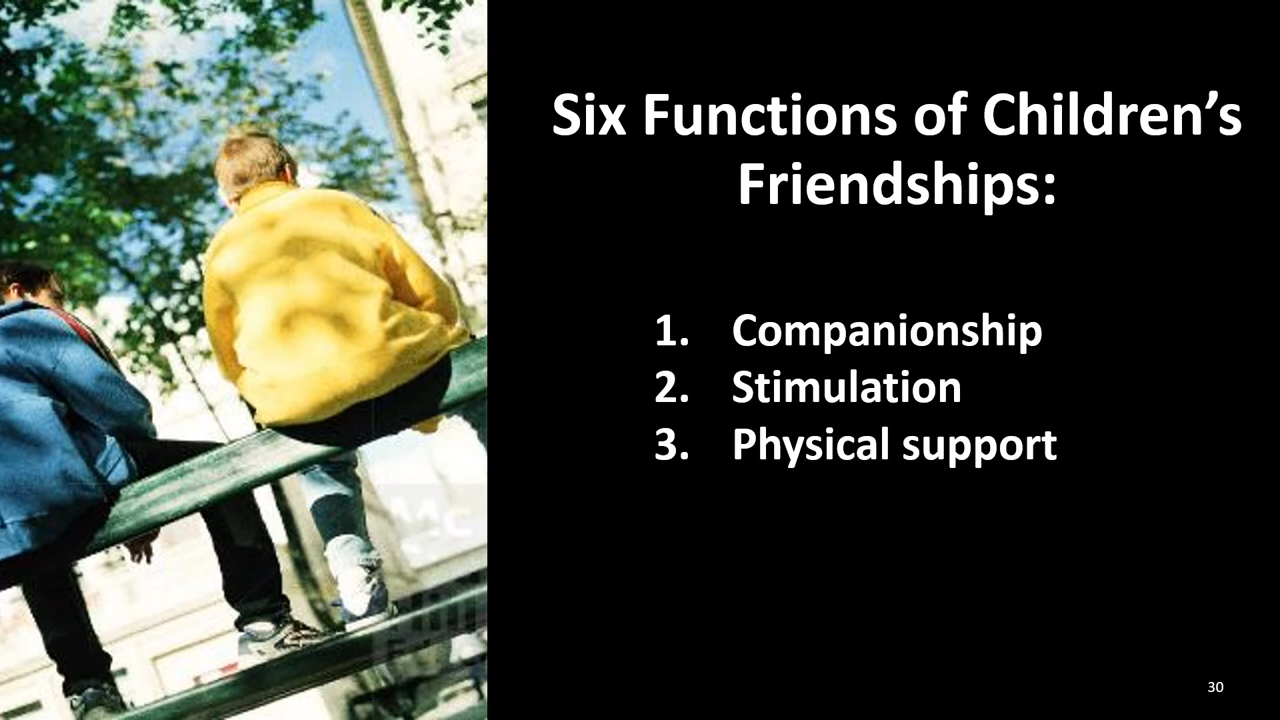 Six Functions of Children’s
Friendships:
1. Companionship
2. Stimulation
3. Physical support
30